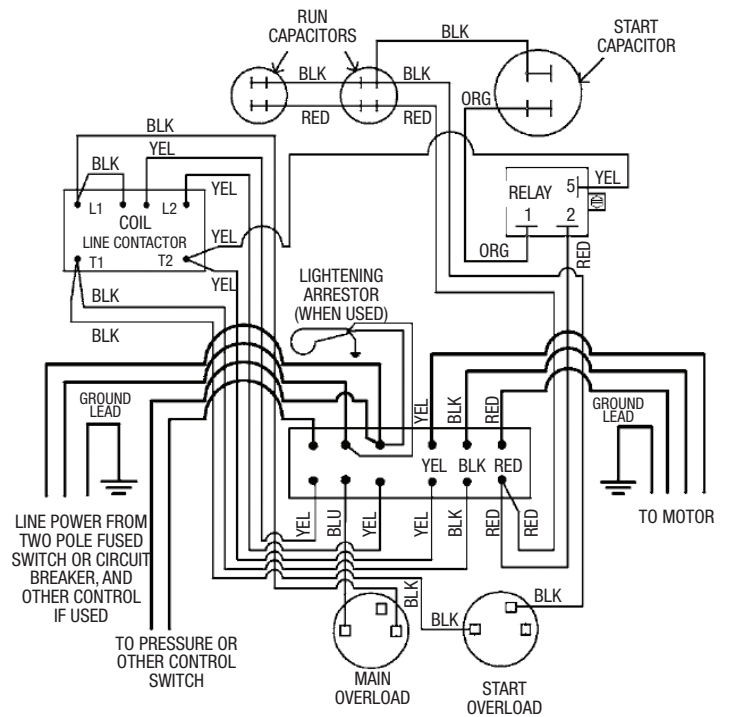 RUN
CAPACITORS
START
CAPACITOR
BLK
BLK
BLK
ORG
RED
RED
BLK
YEL
BLK
YEL
L1
L2
COIL
LINE CONTACTOR
T1
T2
YEL
YEL
BLK
BLK
RELAY
5
YEL
1
2
ORG
RED
LIGHTENING
ARRESTOR
(WHEN USED)
GROUND
LEAD
YEL
BLK
RED
GROUND
LEAD
YEL
BLK
RED
YEL
BLU
YEL
YEL
BLK
RED
RED
LINE POWER FROM
TWO POLE FUSED
SWITCH OR CIRCUIT
BREAKER, AND
OTHER CONTROL
IF USED
TO MOTOR
TO PRESSURE OR
OTHER CONTROL
SWITCH
BLK
BLK
BLK
MAIN
OVERLOAD
START
OVERLOAD